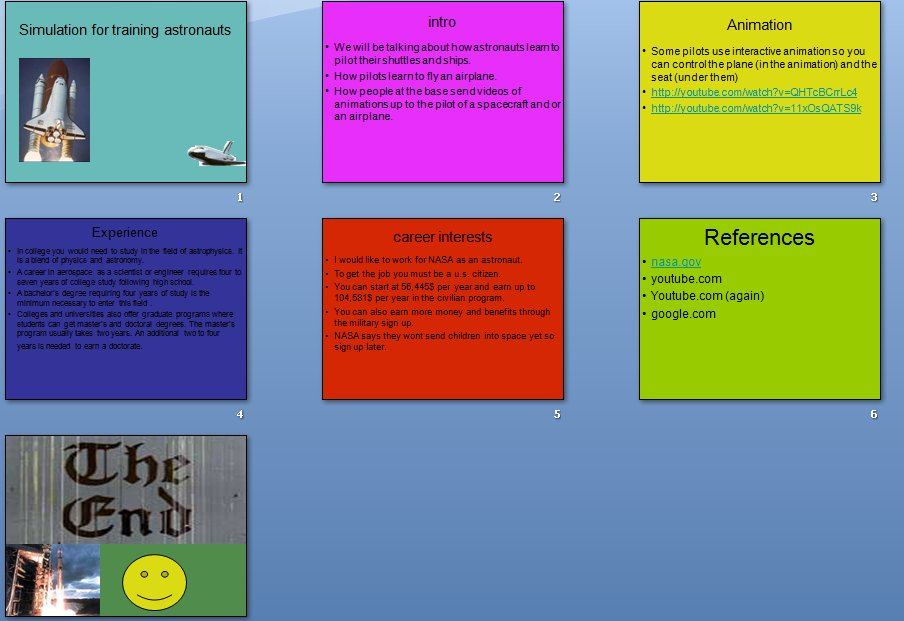 Simulation for training astronauts
1
intro
• We will be talking about how astronauts learn to
pilot their shuttles and ships.
• How pilots learn to fly an airplane.
• How people at the base send videos of
animations up to the pilot of a spacecraft and or
an airplane.
2
Animation
• Some pilots use interactive animation so you
can control the plane (in the animation) and the
seat (under them)
• http://youtube.com/watch?v=QHTcBCrrLc4
• http://youtube.com/watch?v=11xOsQATS9k
3
Experience
• In college you would need to study in the field of astrophysics. It
is a blend of physics and astronomy.
• A career in aerospace as a scientist or engineer requires four to
seven years of college study following high school.
• A bachelor's degree requiring four years of study is the
minimum necessary to enter this field .
• Colleges and universities also offer graduate programs where
students can get master's and doctoral degrees. The master's
program usually takes two years. An additional two to four
years is needed to earn a doctorate.
4
career interests
• I would like to work for NASA as an astronaut.
• To get the job you must be a u.s. citizen.
• You can start at 56,445$ per year and earn up to
104,581$ per year in the civilian program.
• You can also earn more money and benefits through
the military sign up.
• NASA says they wont send children into space yet so
sign up later.
5
References
• nasa.gov
• youtube.com
• Youtube.com (again)
• google.com
6
The
End